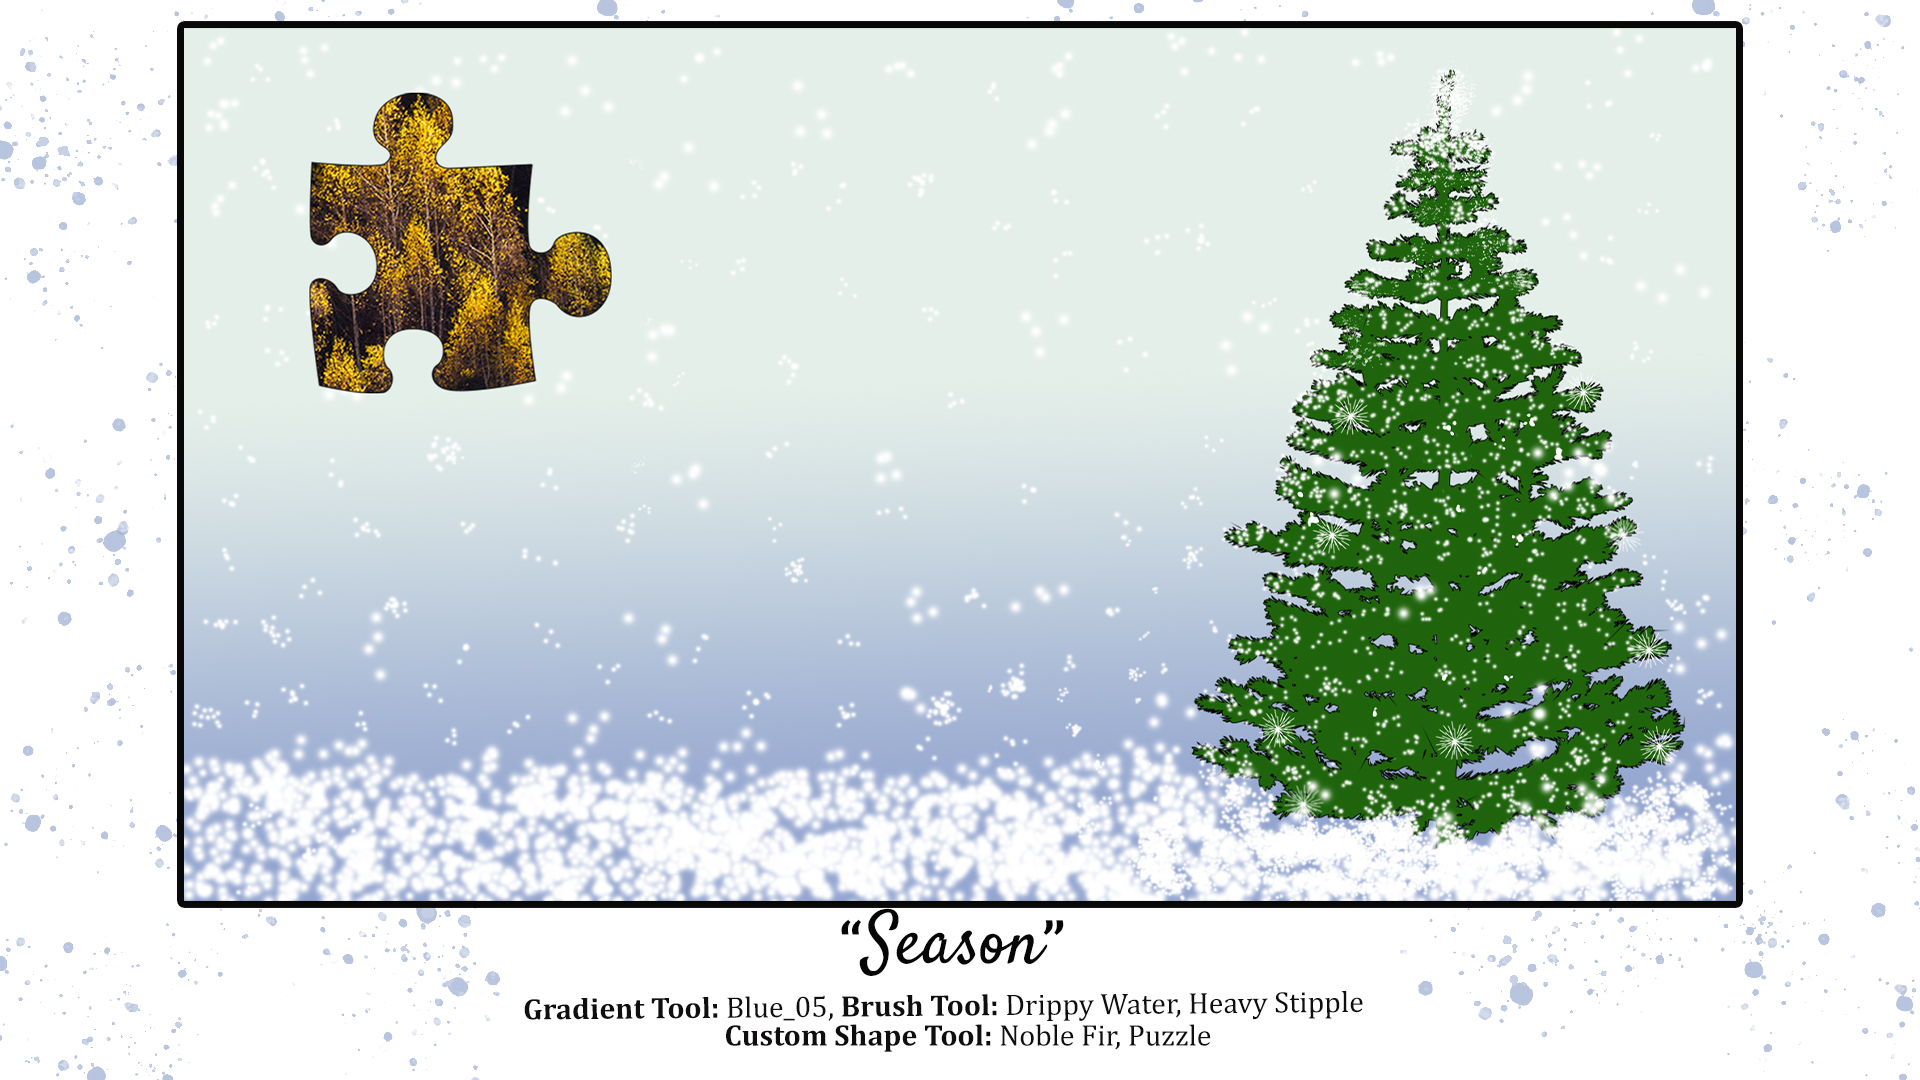 “Season”
Gradient Tool: Blue_05, Brush Tool: Drippy Water, Heavy Stipple
Custom Shape Tool: Noble Fir, Puzzle